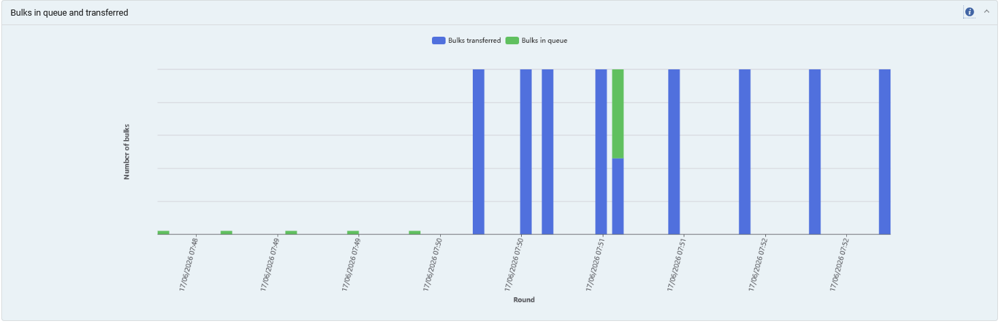 Bulks in queue and transferred
Bulks transferred
Bulks in queue
Number of bulks
17/06/2026 07:48
17/06/2026 07:49
17/06/2026 07:49
17/06/2026 07:50
17/06/2026 07:50
17/06/2026 07:51
17/06/2026 07:51
17/06/2026 07:52
17/06/2026 07:52
Round